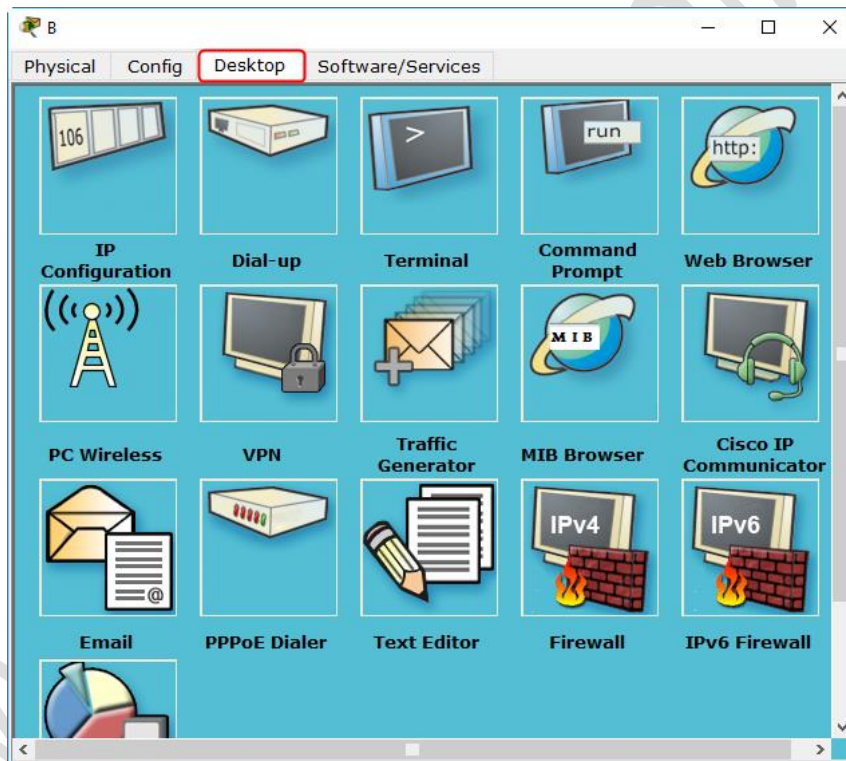 B
Physical Config Desktop Software/Services
106
>
run
http:
IP
Configuration
Dial-up
Terminal
Command
Prompt
Web Browser
MIB
PC Wireless
VPN
Traffic
Generator
MIB Browser
Cisco IP
Communicator
@
IPv4
IPv6
Email
PPPoE Dialer
Text Editor
Firewall
IPv6 Firewall